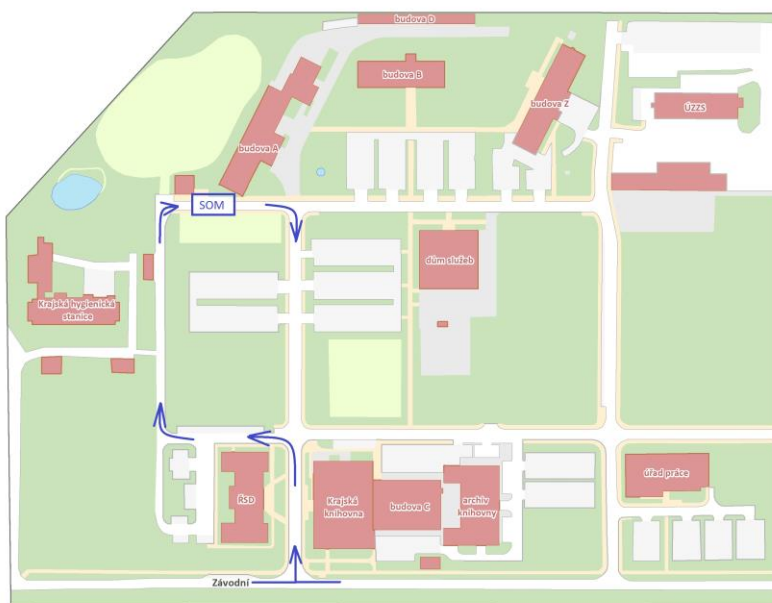 budova D
budova B
budova A
budova Z
ÚZZS
SOM
dům služeb
Krajská hygienická
stanice
ŘSD
Krajská
knihovna
budova C
archiv
knihovny
úřad práce
Závodní